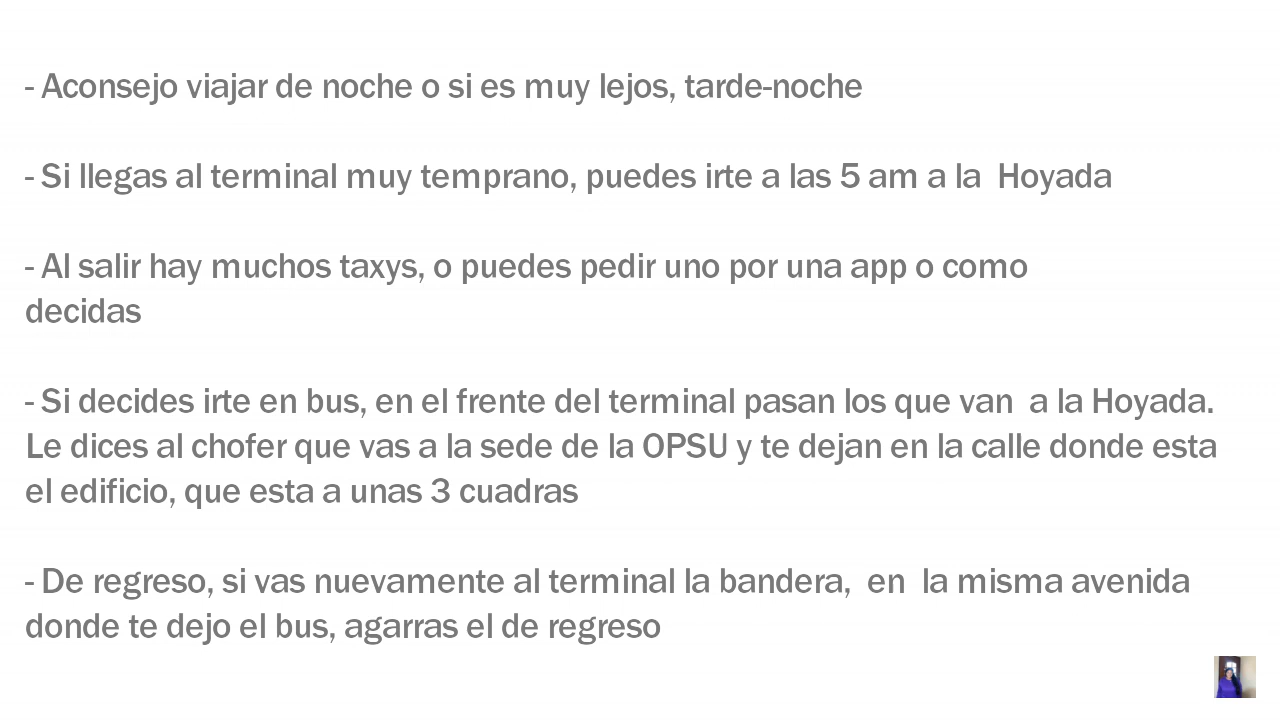 - Aconsejo viajar de noche o si es muy lejos, tarde-noche
- Si llegas al terminal muy temprano, puedes irte a las 5 am a la  Hoyada
- Al salir hay muchos taxys, o puedes pedir uno por una app o como
decidas
- Si decides irte en bus, en el frente del terminal pasan los que van  a la Hoyada.
Le dices al chofer que vas a la sede de la OPSU y te dejan en la calle donde esta
el edificio, que esta a unas 3 cuadras
- De regreso, si vas nuevamente al terminal la bandera,  en  la misma avenida
donde te dejo el bus, agarras el de regreso